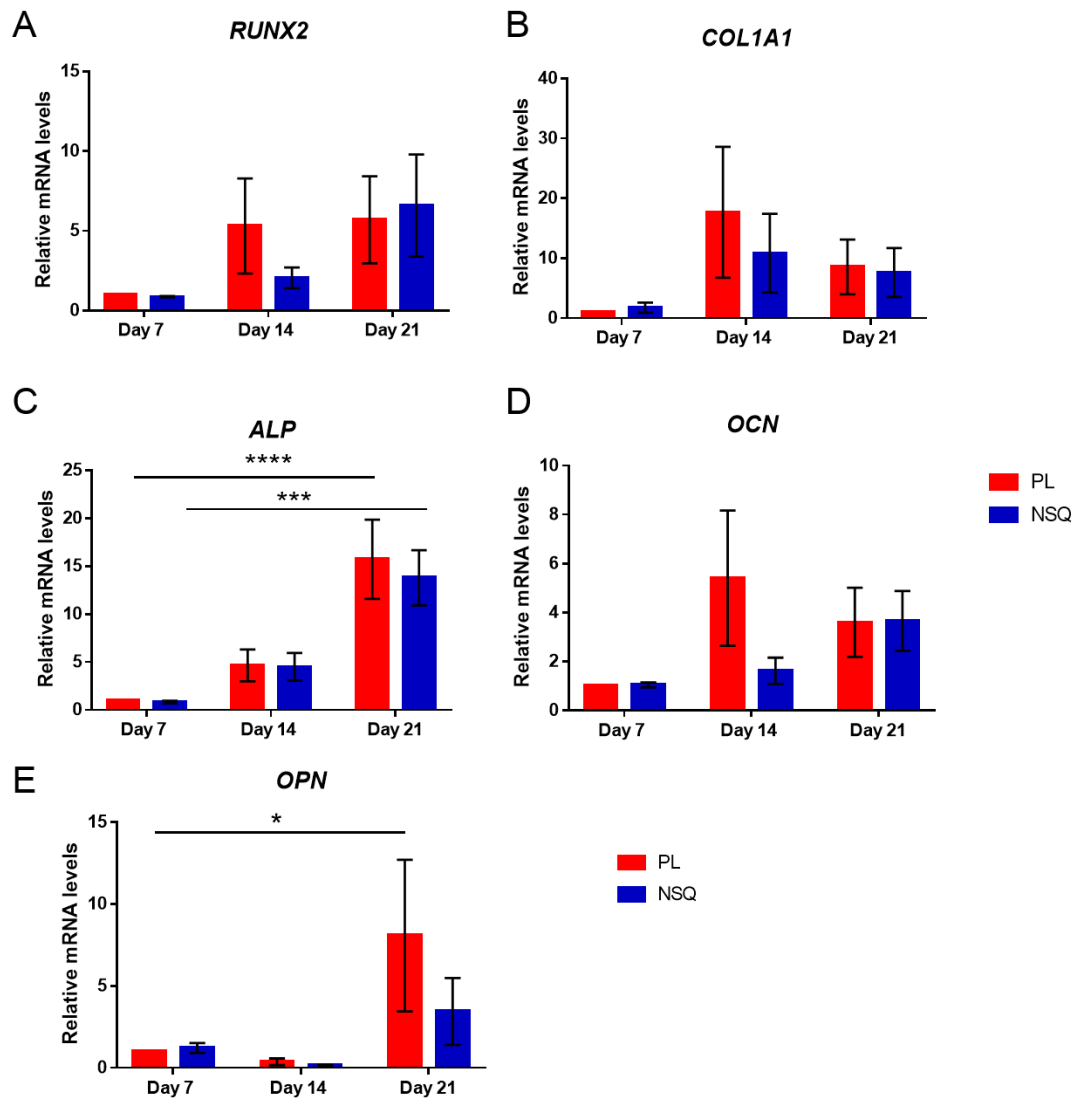 A
RUNX2
Relative mRNA levels
15
10
5
0
Day 7
Day 14
Day 21
B
COL1A1
Relative mRNA levels
40
30
20
10
0
Day 7
Day 14
Day 21
C
ALP
****
***
Relative mRNA levels
25
20
15
10
5
0
Day 7
Day 14
Day 21
D
OCN
Relative mRNA levels
10
8
6
4
2
0
Day 7
Day 14
Day 21
PL
NSQ
E
OPN
*
Relative mRNA levels
15
10
5
0
Day 7
Day 14
Day 21
PL
NSQ